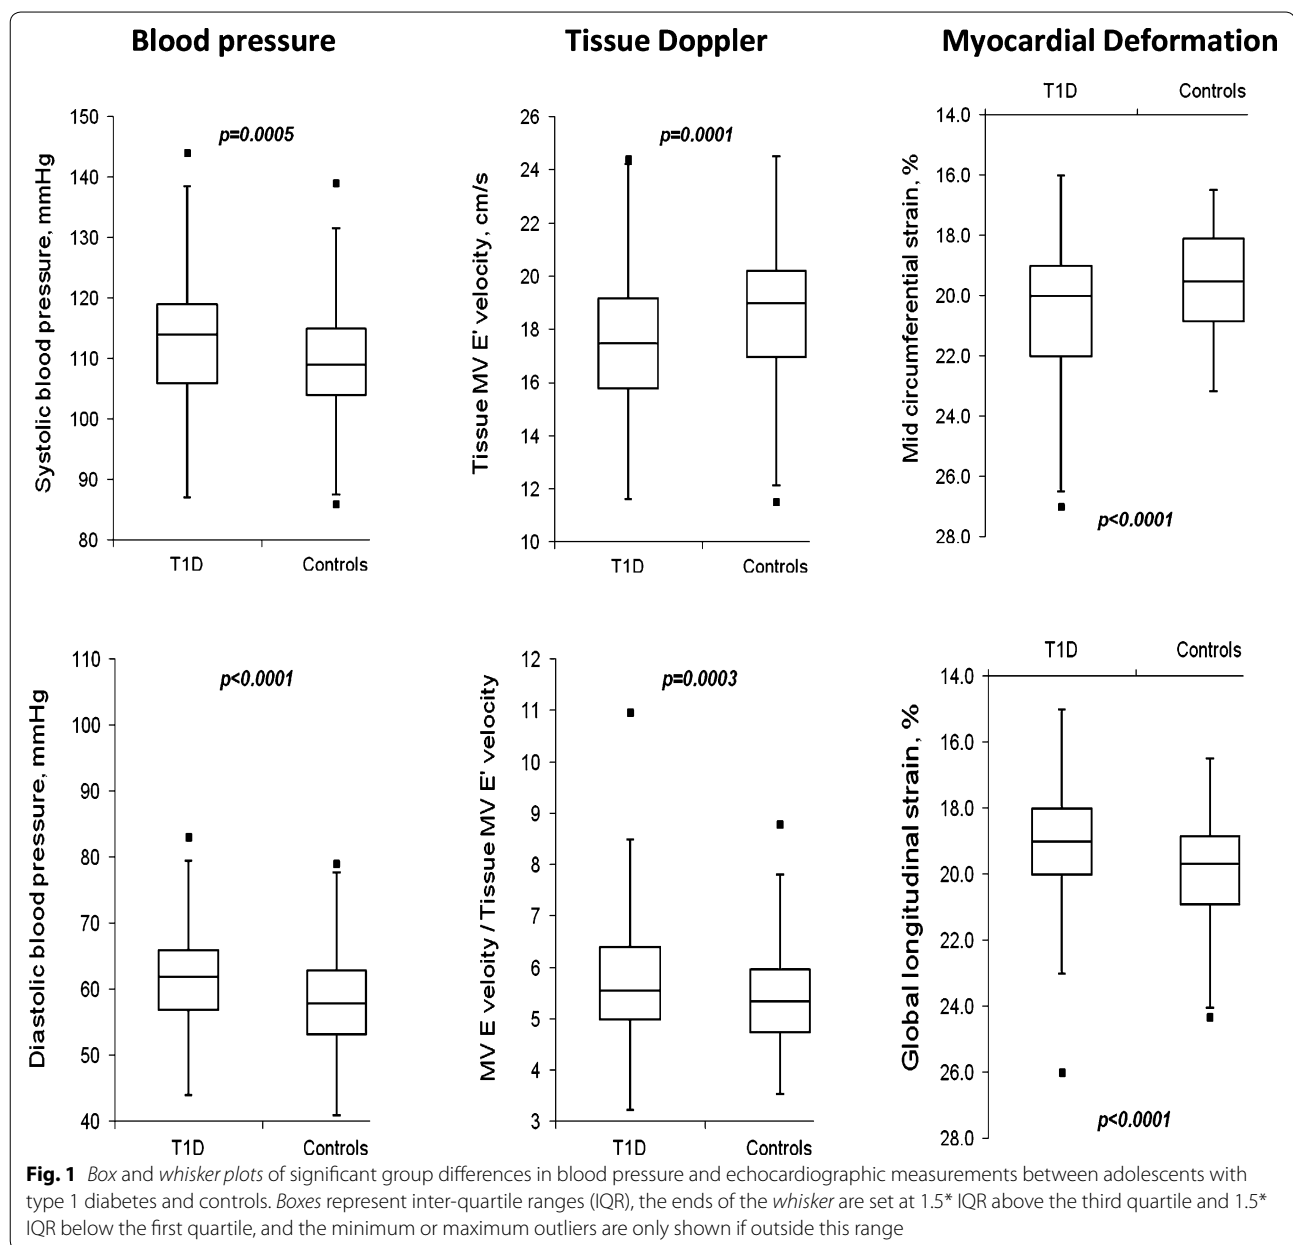 Blood pressure
Tissue Doppler
Myocardial Deformation
Systolic blood pressure, mmHg
150
140
130
120
110
100
90
80
p=0.0005
T1D
Controls
Tissue MV E' velocity, cm/s
26
24
22
20
18
16
14
12
10
p=0.0001
T1D
Controls
T1D
Controls
Mid circumferential strain, %
14.0
16.0
18.0
20.0
22.0
24.0
26.0
28.0
p<0.0001
Diastolic blood pressure, mmHg
110
100
90
80
70
60
50
40
p<0.0001
T1D
Controls
MV E veloity / Tissue MV E' velocity
12
11
10
9
8
7
6
5
4
3
p=0.0003
T1D
Controls
T1D
Controls
Global longitudinal strain, %
14.0
16.0
18.0
20.0
22.0
24.0
26.0
28.0
p<0.0001
Fig. 1 Box and whisker plots of significant group differences in blood pressure and echocardiographic measurements between adolescents with
type 1 diabetes and controls. Boxes represent inter-quartile ranges (IQR), the ends of the whisker are set at 1.5* IQR above the third quartile and 1.5*
IQR below the first quartile, and the minimum or maximum outliers are only shown if outside this range